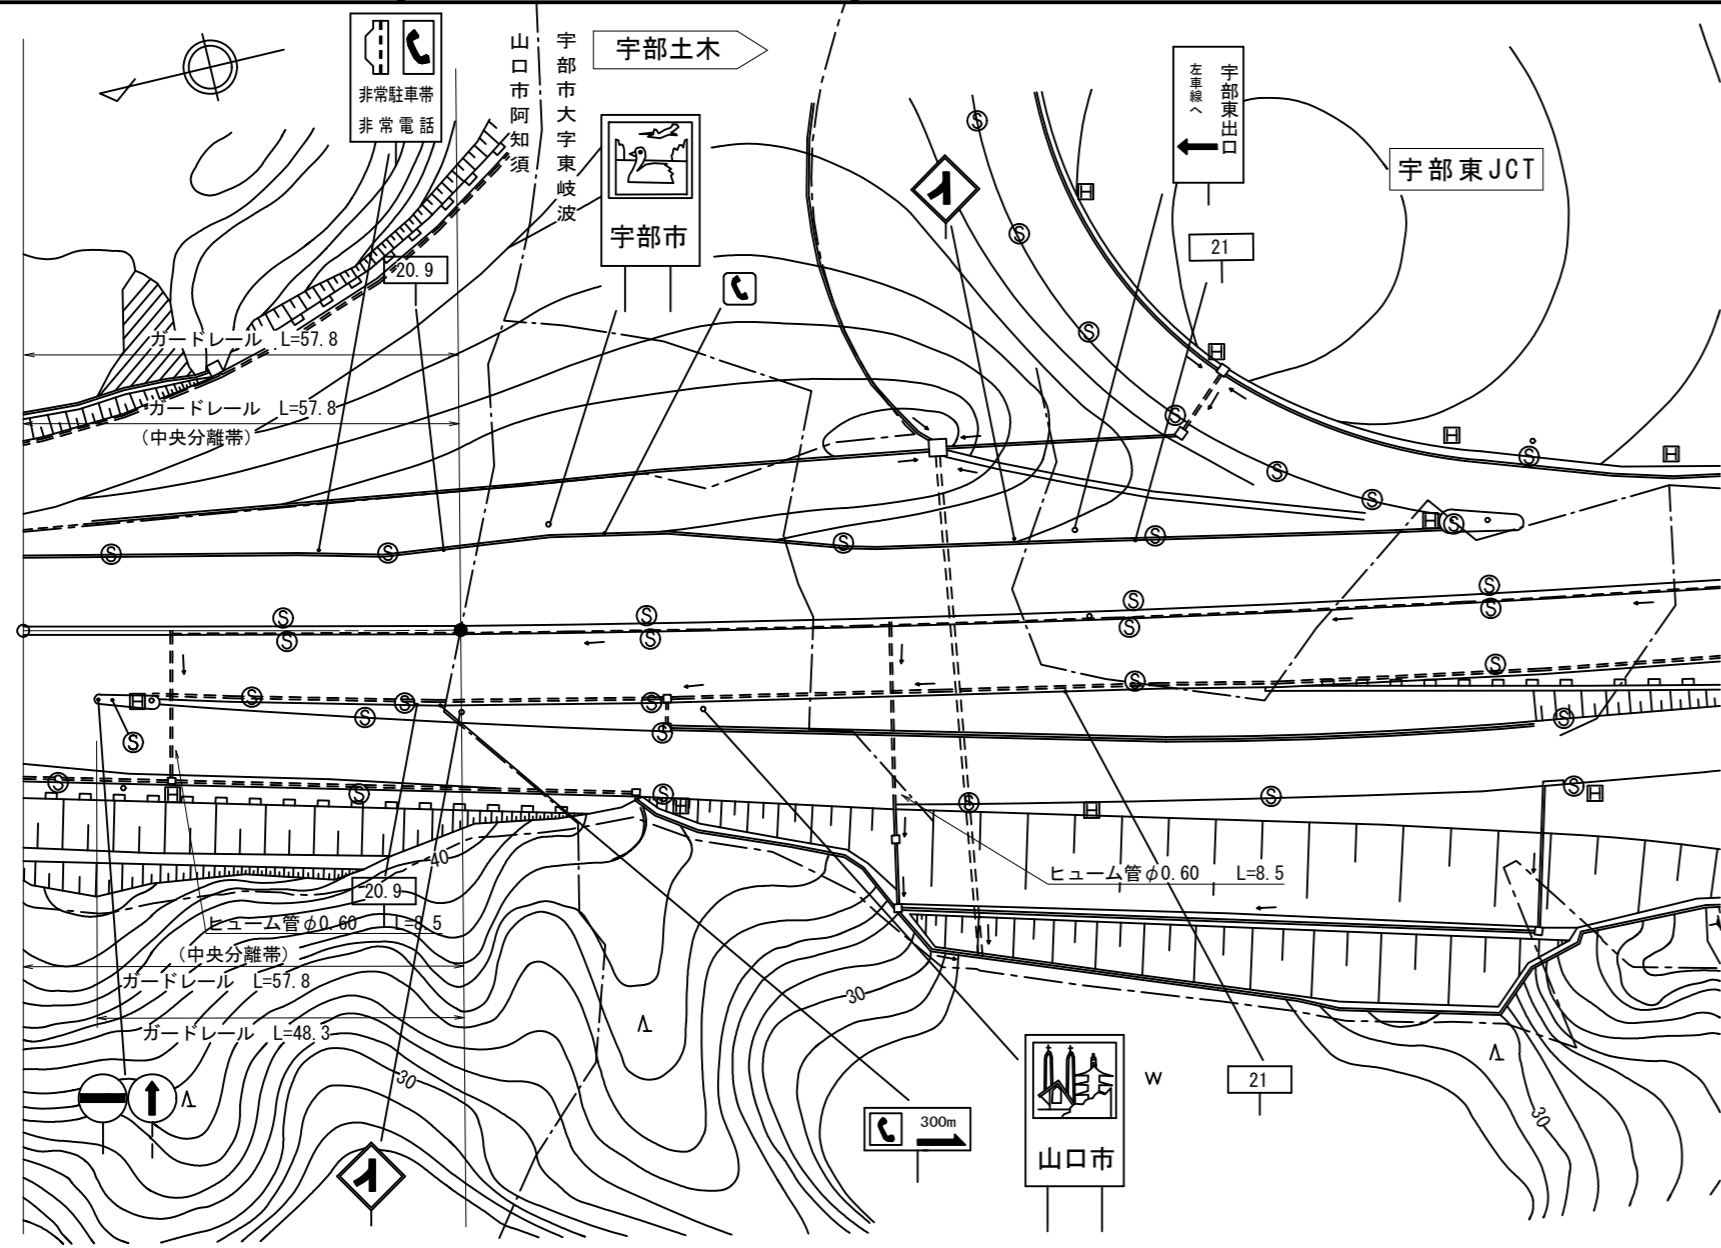 非常駐車帯
非常電話
山口市阿知須
宇部市大字東岐波
宇部土木
宇部市
左車線へ
宇部東出口
宇部東JCT
21
20.9
ガードレール L=57.8
ガードレール L=57.8
(中央分離帯)
40
20.9
ヒューム管φ0.60 L=8.5
ヒューム管φ0.60 L=8.5
(中央分離帯)
ガードレール L=57.8
ガードレール L=48.3
30
30
30
300m
山口市
W
21
S
H